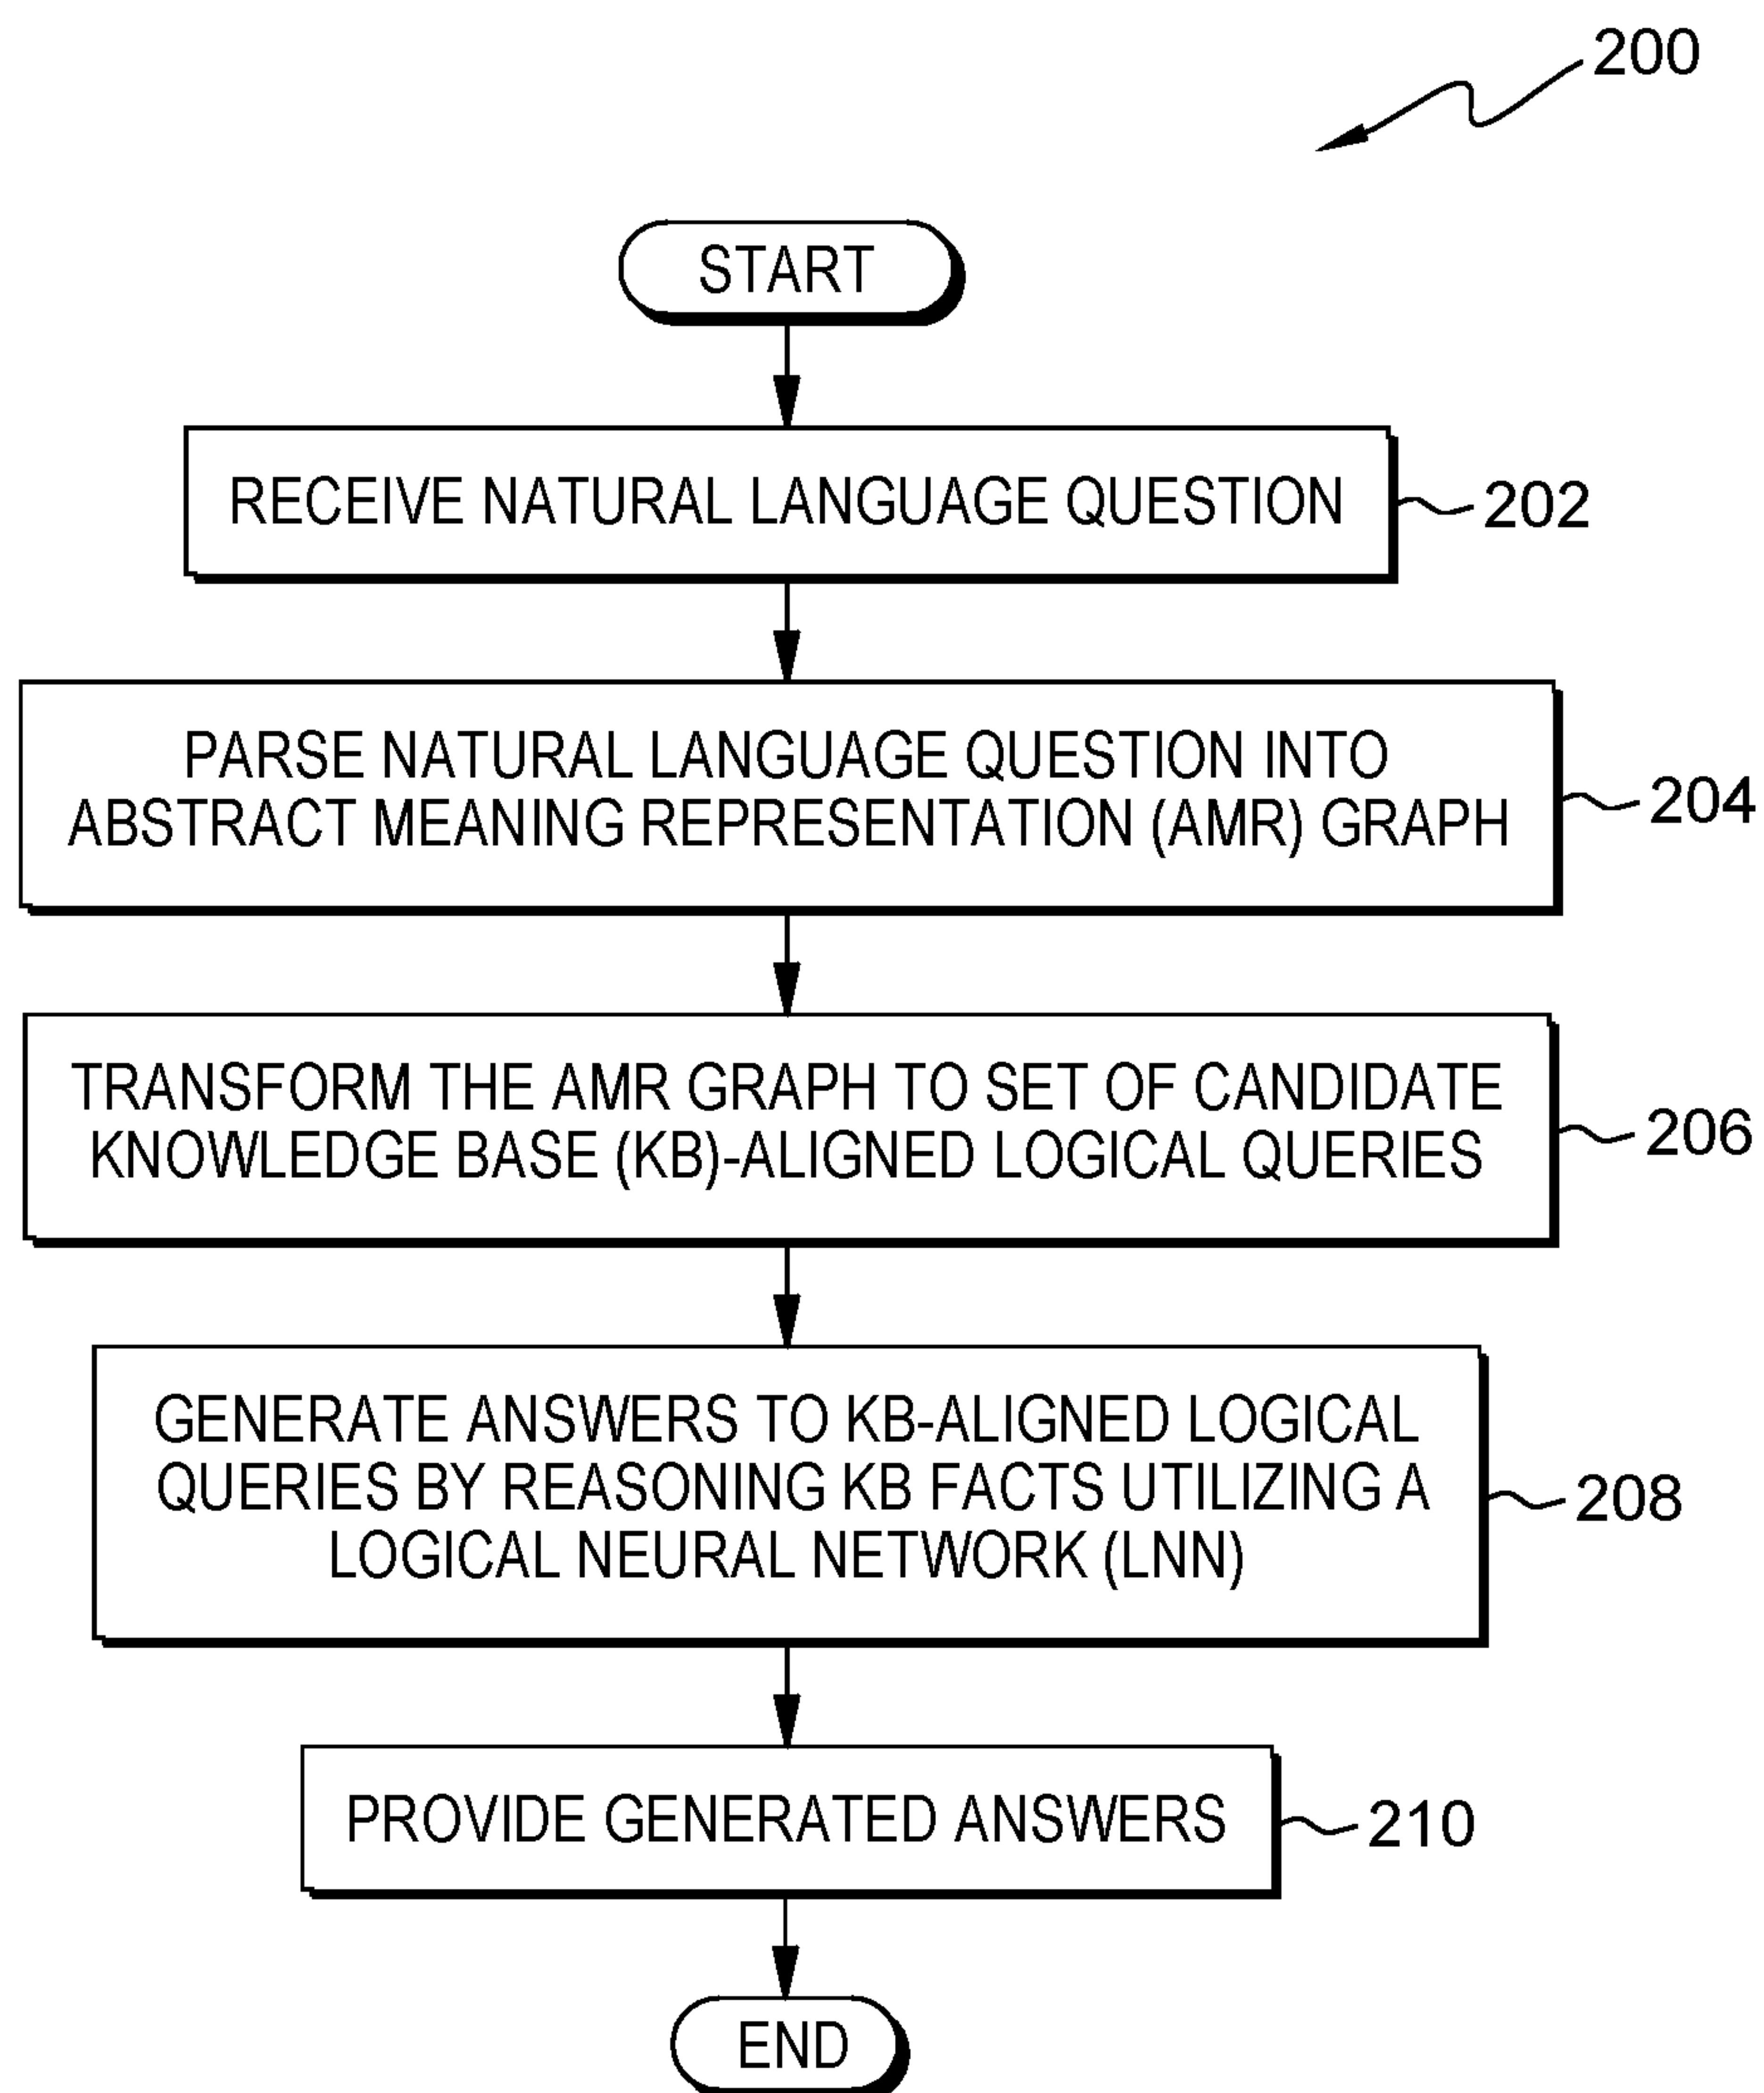 200
START
RECEIVE NATURAL LANGUAGE QUESTION
202
PARSE NATURAL LANGUAGE QUESTION INTO
ABSTRACT MEANING REPRESENTATION (AMR) GRAPH
204
TRANSFORM THE AMR GRAPH TO SET OF CANDIDATE
KNOWLEDGE BASE (KB)-ALIGNED LOGICAL QUERIES
206
GENERATE ANSWERS TO KB-ALIGNED LOGICAL
QUERIES BY REASONING KB FACTS UTILIZING A
LOGICAL NEURAL NETWORK (LNN)
208
PROVIDE GENERATED ANSWERS
210
END